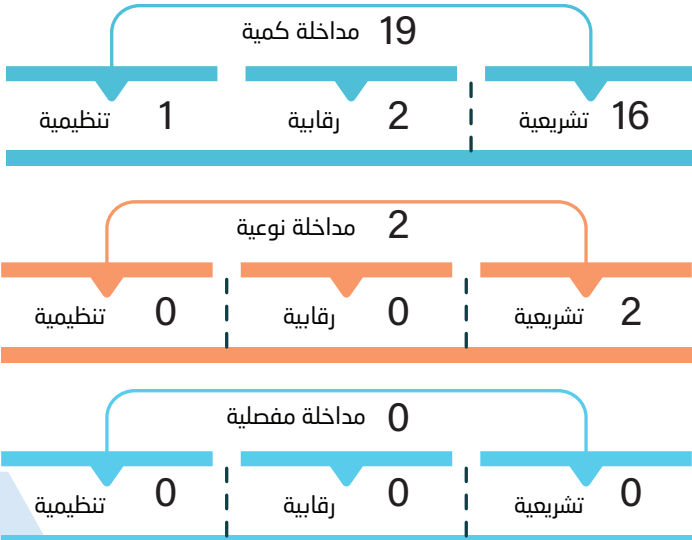 19 مداخلة كمية
16 تشريعية 2 رقابية 1 تنظيمية
2 مداخلة نوعية
2 تشريعية 0 رقابية 0 تنظيمية
0 مداخلة مفصلية
0 تشريعية 0 رقابية 0 تنظيمية